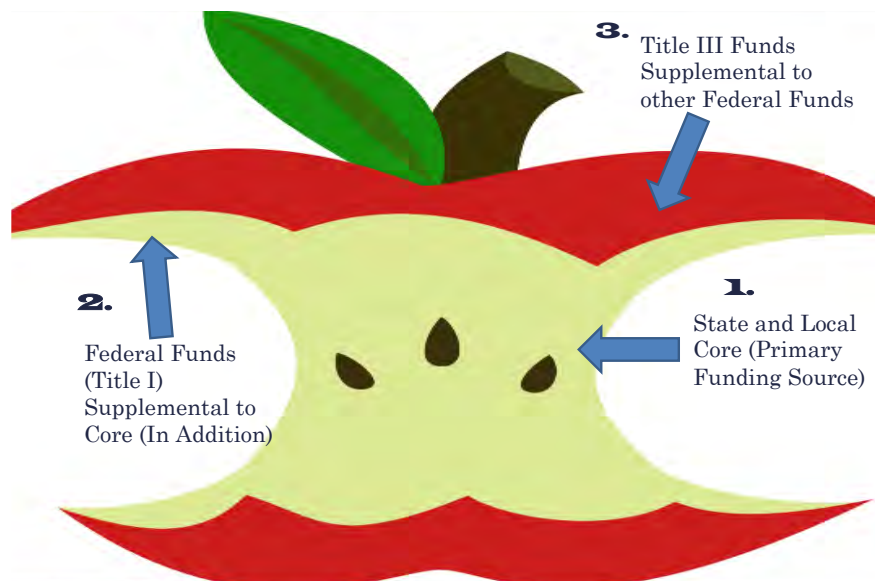 3.
Title III Funds
Supplemental to
other Federal Funds
2.
Federal Funds
(Title I)
Supplemental to
Core (In Addition)
1.
State and Local
Core (Primary
Funding Source)